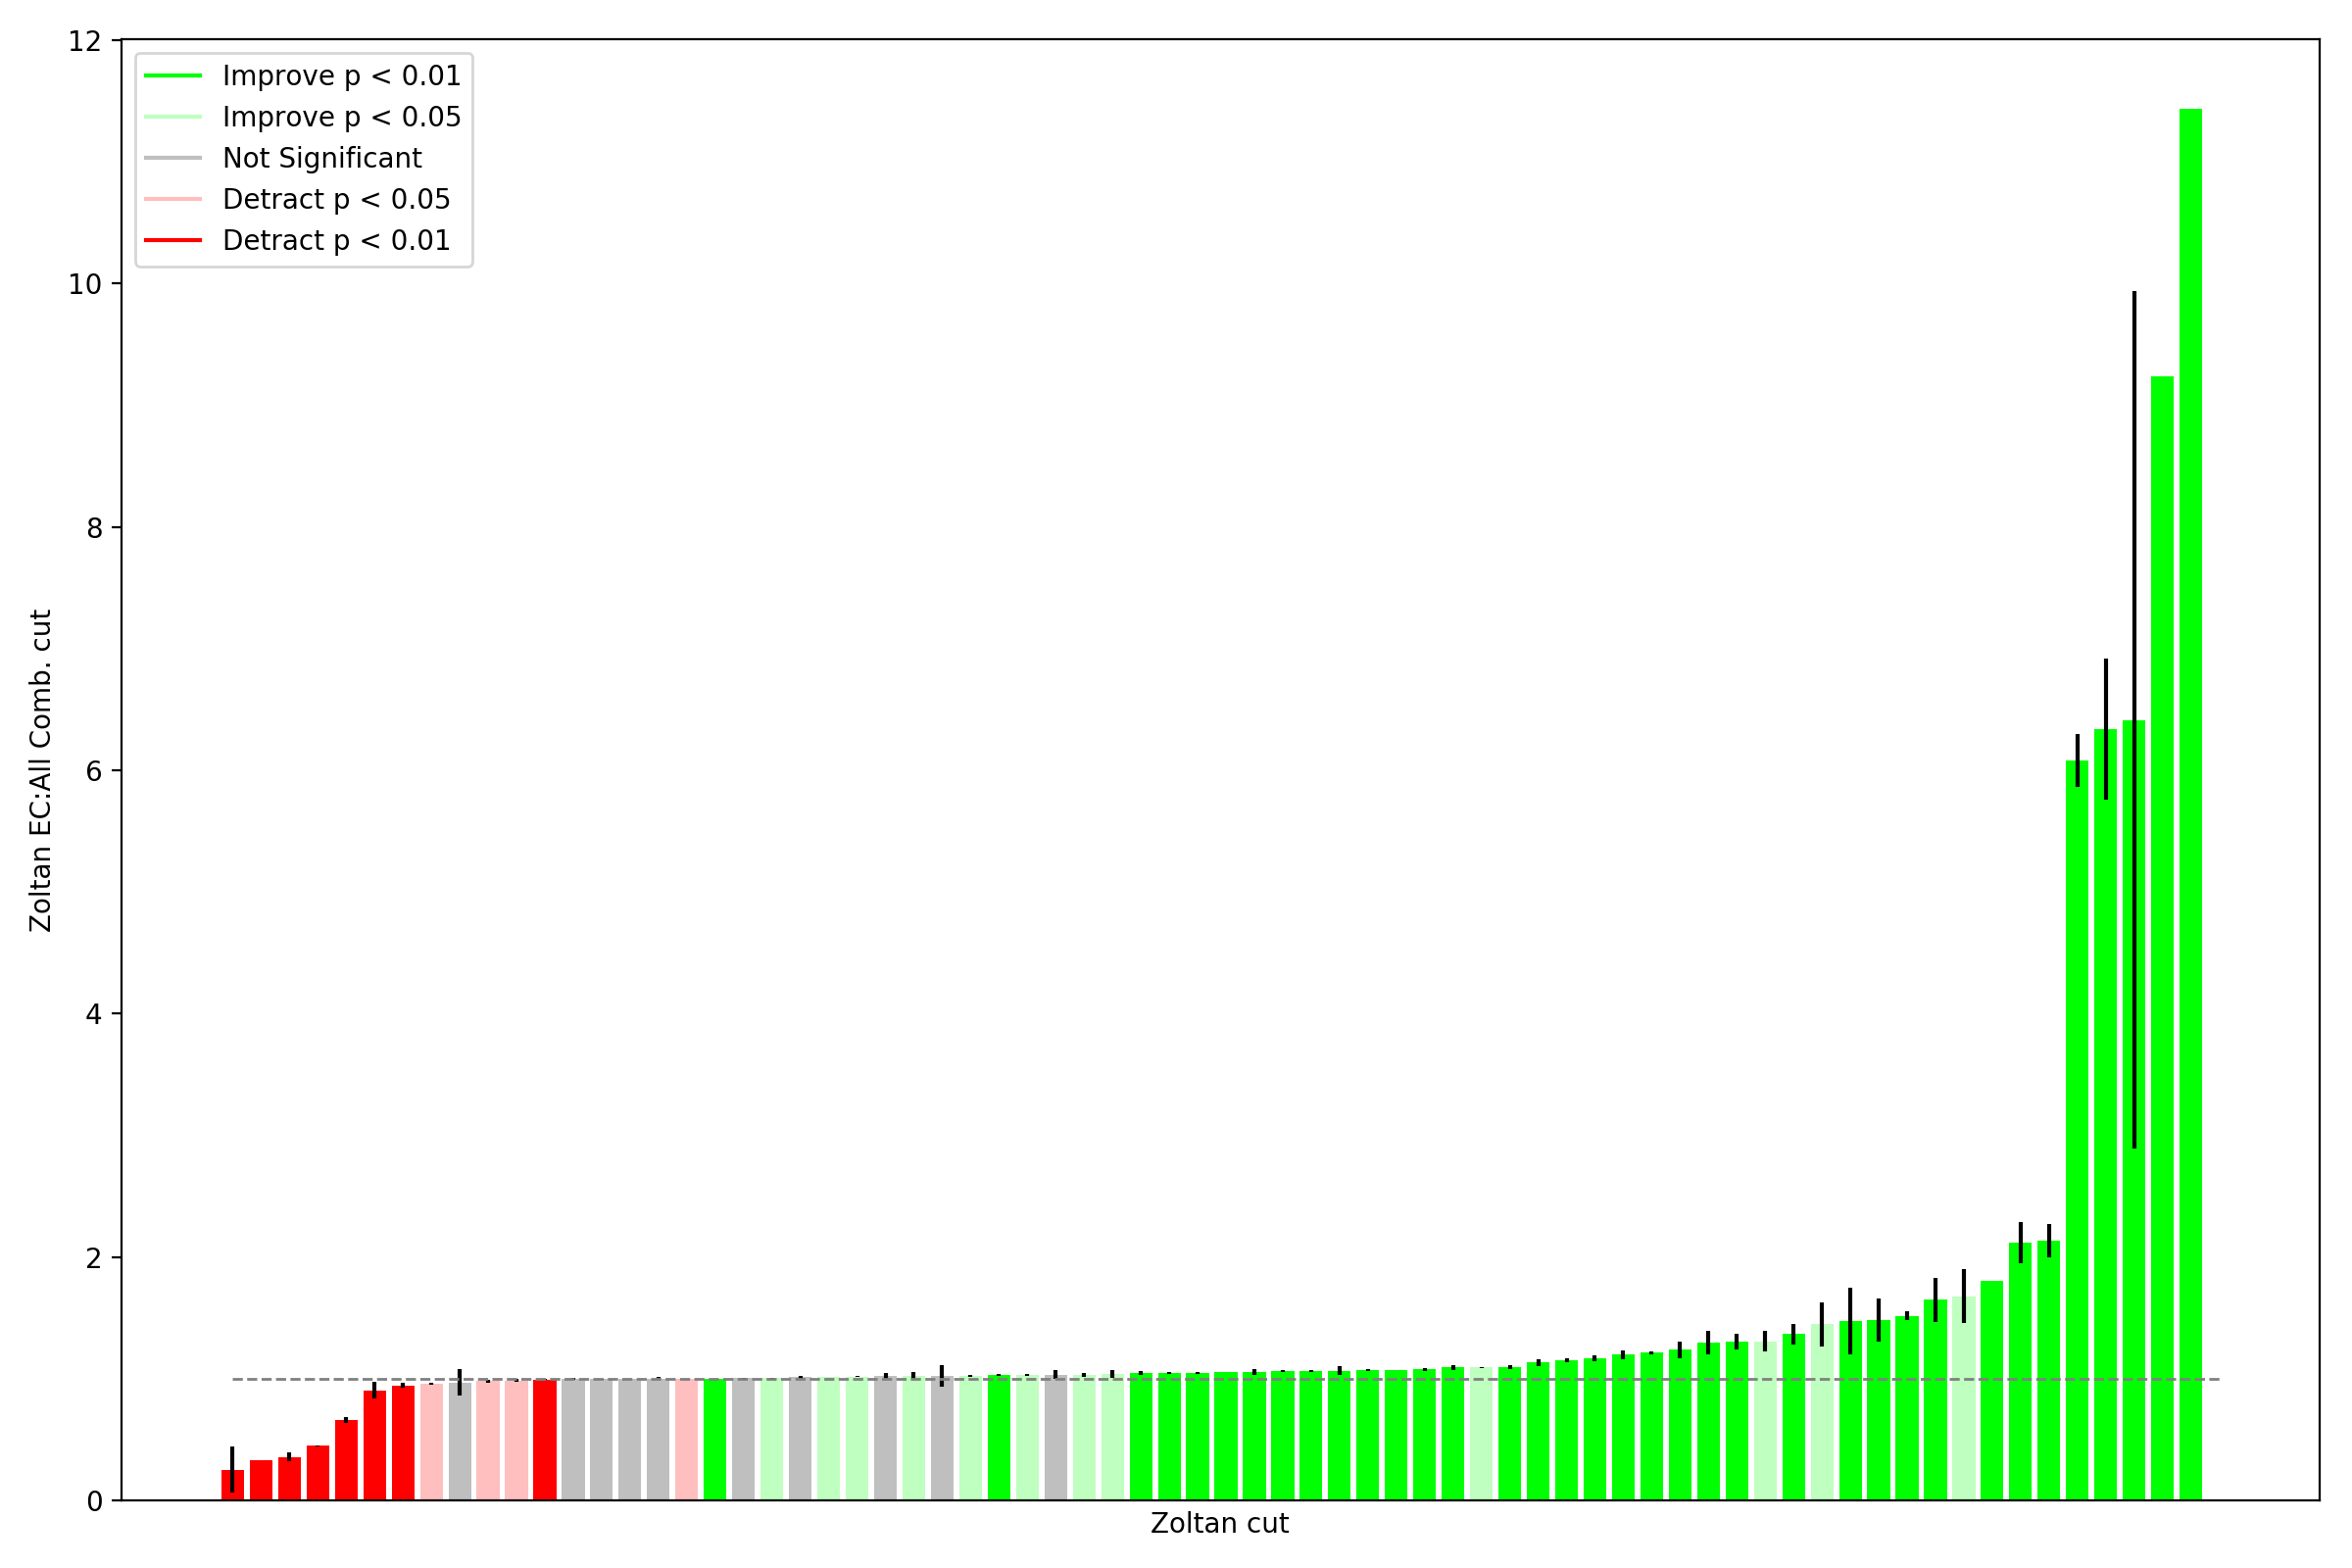 12
10
8
6
4
2
0
Zoltan EC:All Comb. cut
Improve p < 0.01
Improve p < 0.05
Not Significant
Detract p < 0.05
Detract p < 0.01
Zoltan cut